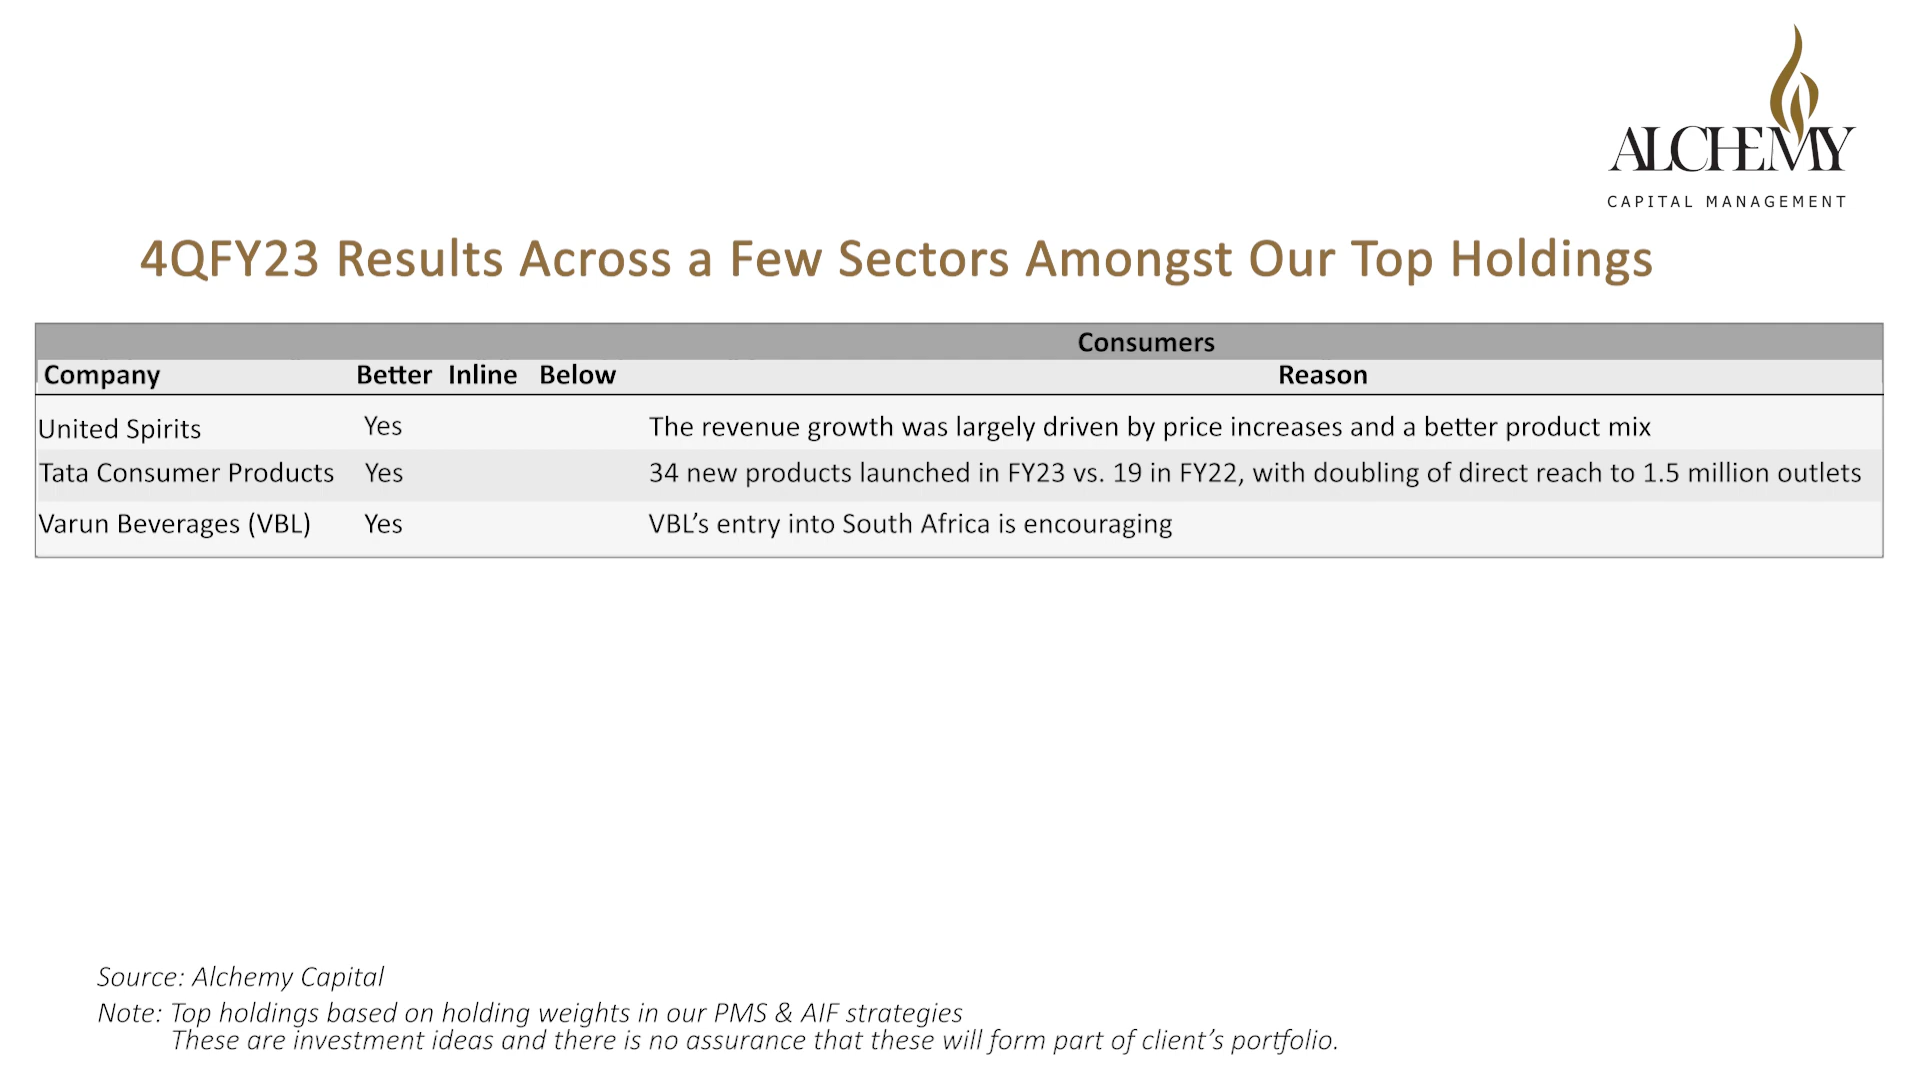 ALCHEMY
CAPITAL MANAGEMENT
4QFY23 Results Across a Few Sectors Amongst Our Top Holdings
Consumers
Company Better Inline Below Reason
United Spirits Yes The revenue growth was largely driven by price increases and a better product mix
Tata Consumer Products Yes 34 new products launched in FY23 vs. 19 in FY22, with doubling of direct reach to 1.5 million outlets
Varun Beverages (VBL) Yes VBL’s entry into South Africa is encouraging
Source: Alchemy Capital
Note: Top holdings based on holding weights in our PMS & AIF strategies
These are investment ideas and there is no assurance that these will form part of client’s portfolio.